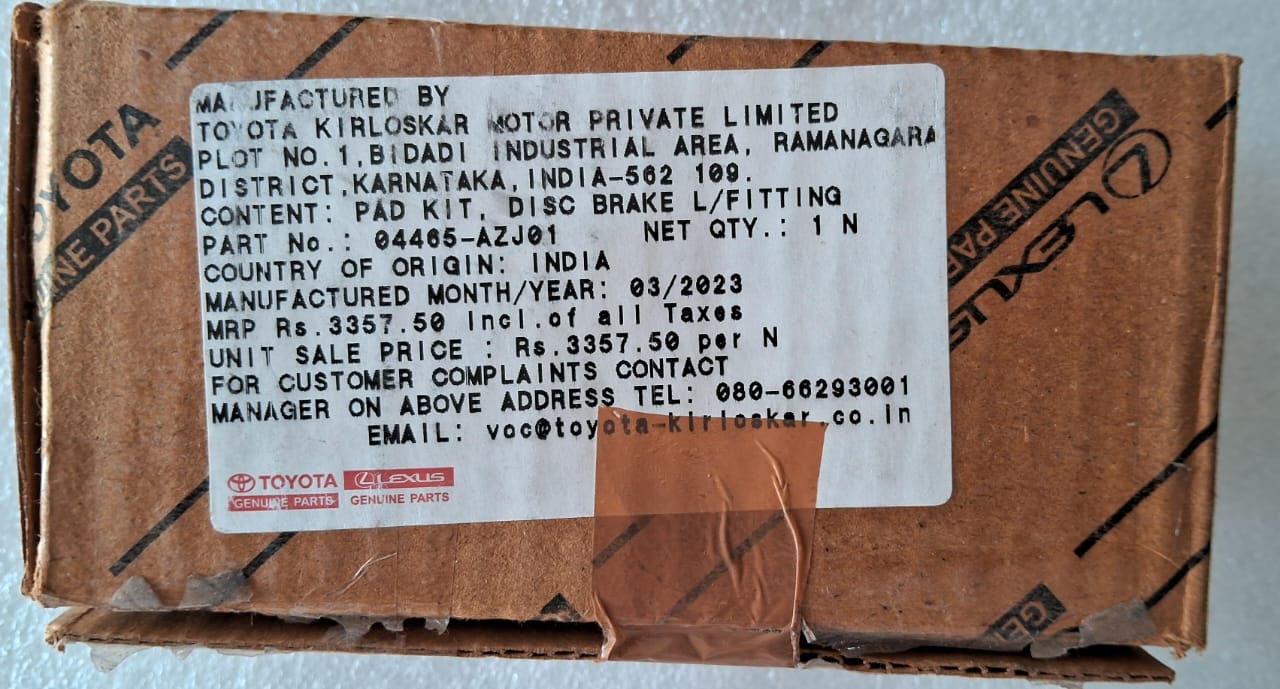 MANUFACTURED BY
TOYOTA KIRLOSKAR MOTOR PRIVATE LIMITED
PLOT NO.1,BIDADI INDUSTRIAL AREA, RAMANAGARA
DISTRICT,KARNATAKA,INDIA-562 109.
CONTENT: PAD KIT, DISC BRAKE L/FITTING
PART No.: 04465-AZJ01 NET QTY.: 1 N
COUNTRY OF ORIGIN: INDIA
MANUFACTURED MONTH/YEAR: 03/2023
MRP Rs.3357.50 Incl.of all Taxes
UNIT SALE PRICE : Rs.3357.50 per N
FOR CUSTOMER COMPLAINTS CONTACT
MANAGER ON ABOVE ADDRESS TEL: 080-66293001
EMAIL: voc@toyota-kirloskar.co.in
TOYOTA LEXUS
GENUINE PARTS GENUINE PARTS
TOYOTA
GENUINE PARTS
GENUINE PAR
LEXUS
GENUI